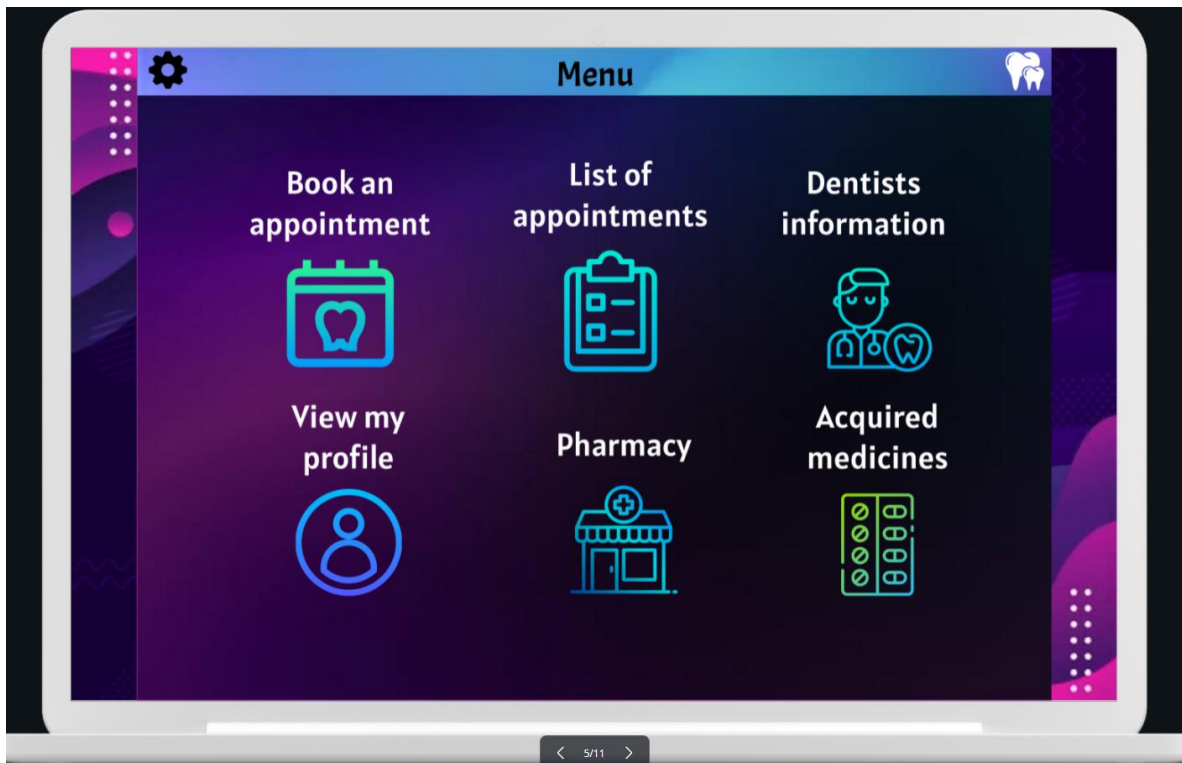 Menu
Book an
appointment
List of
appointments
Dentists
information
View my
profile
Pharmacy
Acquired
medicines
5/11